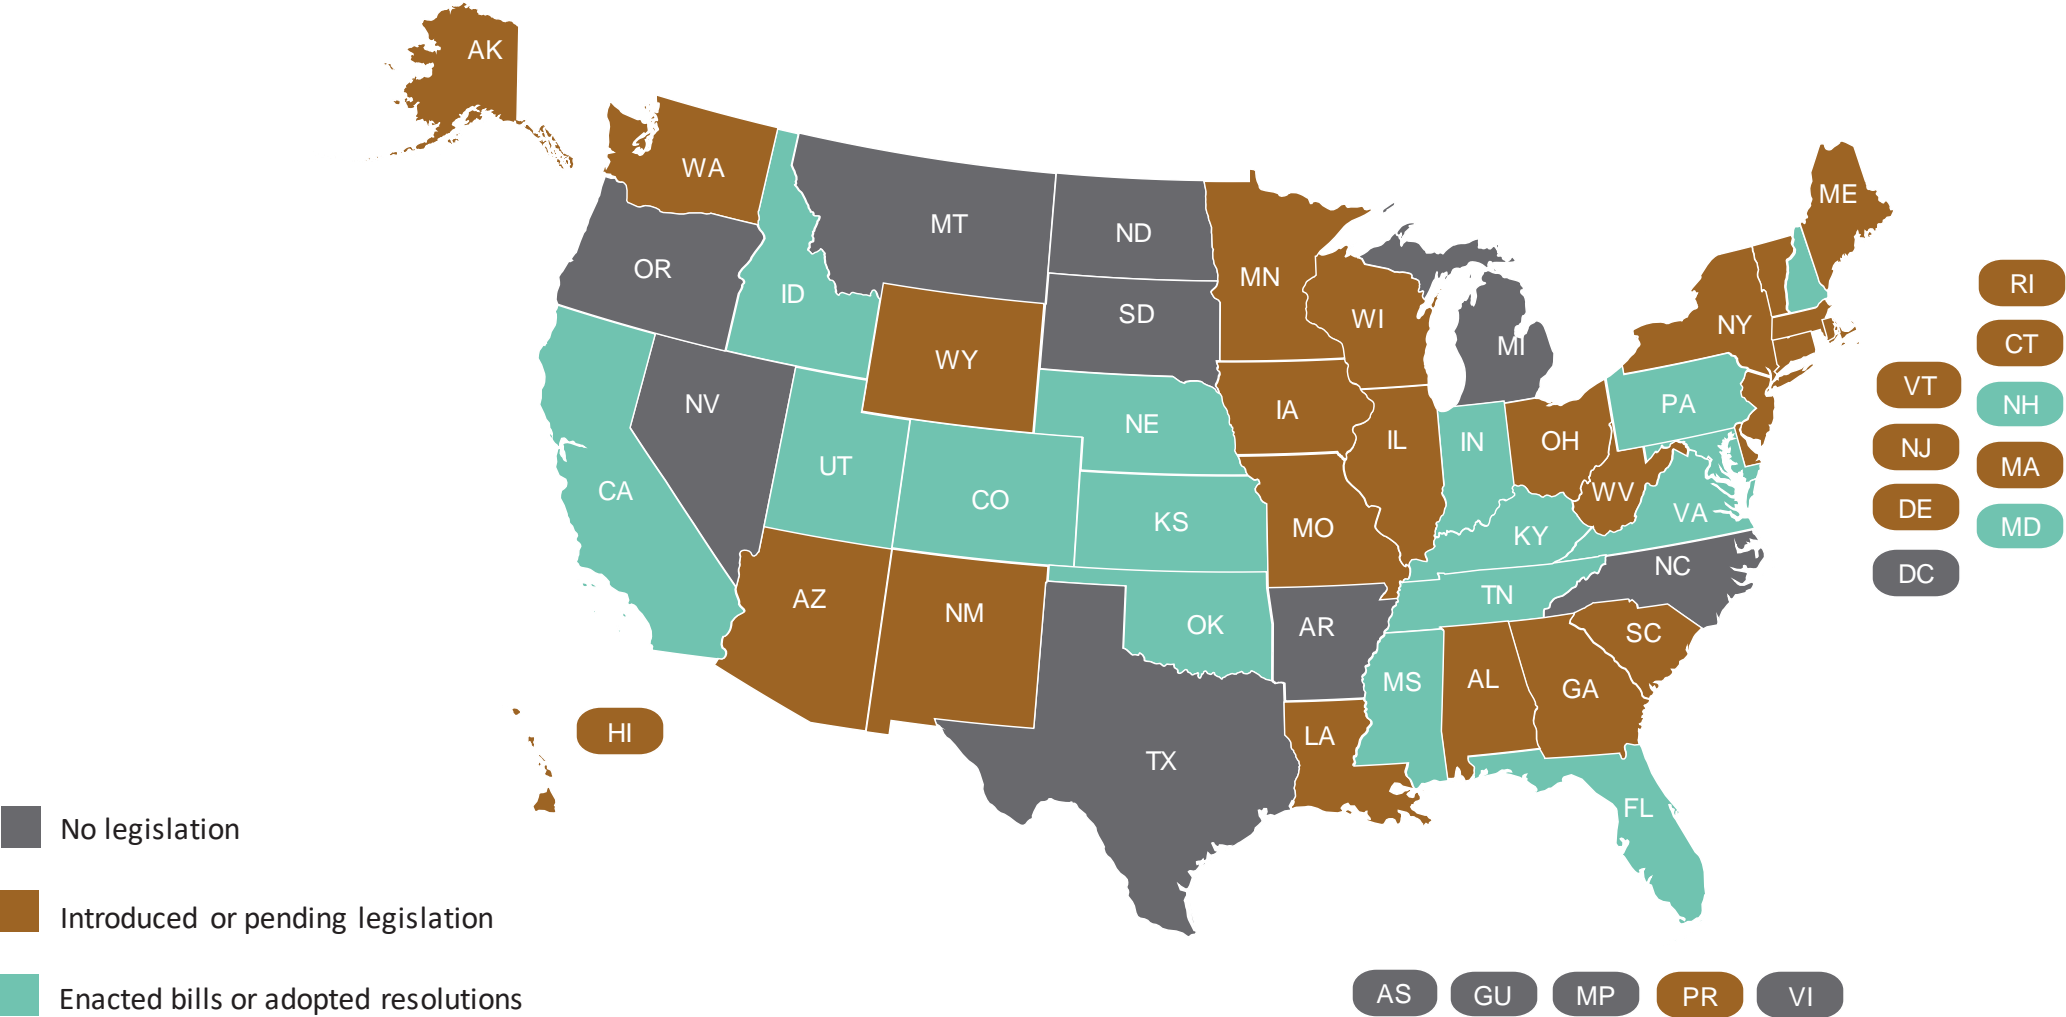 AK
WA
ME
MT
ND
OR
MN
RI
ID
SD
WI
NY
MI
CT
WY
VT
NV
IA
PA
NH
NE
IL
IN
OH
NJ
UT
MA
CA
CO
WV
DE
KS
VA
MO
KY
MD
NC
DC
AZ
TN
NM
OK
AR
SC
MS
AL
GA
HI
LA
TX
FL
No legislation
Introduced or pending legislation
Enacted bills or adopted resolutions
AS GU MP PR VI